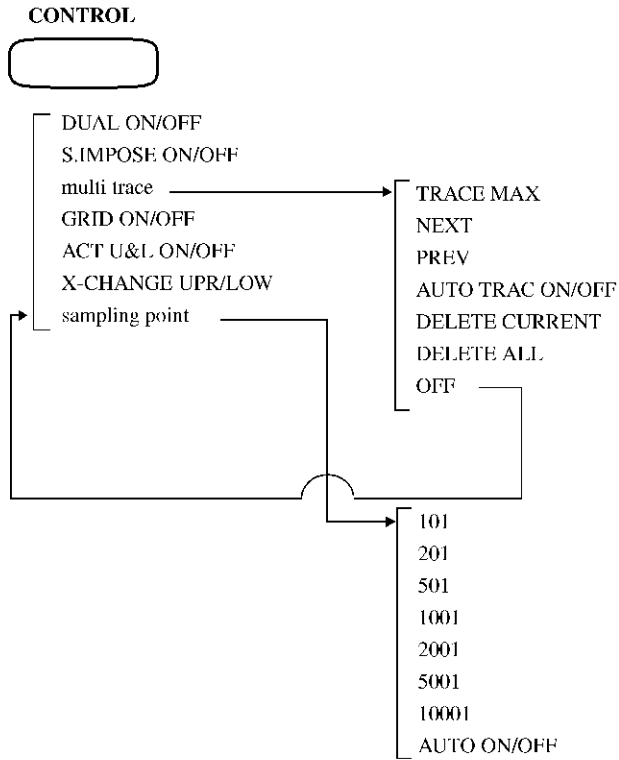 CONTROL
DUAL ON/OFF
S.IMPOSE ON/OFF
multi trace
GRID ON/OFF
ACT U&L ON/OFF
X-CHANGE UPR/LOW
sampling point
TRACE MAX
NEXT
PREV
AUTO TRAC ON/OFF
DELETE CURRENT
DELETE ALL
OFF
101
201
501
1001
2001
5001
10001
AUTO ON/OFF